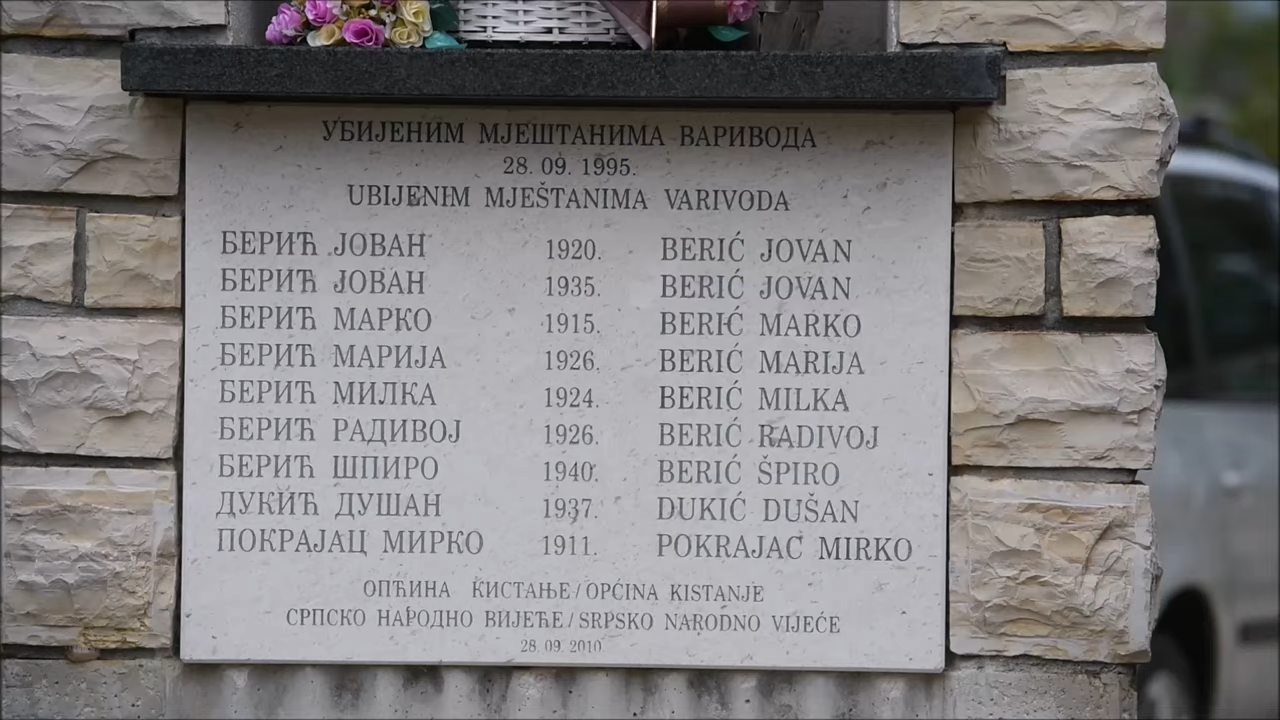 УБИЈЕНИМ МЈЕШТАНИМА ВАРИВОДА
28. 09. 1995.
UBIJENIM MJEŠTANIMA VARIVODA
БЕРИЋ ЈОВАН 1920. BERIĆ JOVAN
БЕРИЋ ЈОВАН 1935. BERIĆ JOVAN
БЕРИЋ МАРКО 1915. BERIĆ MARKO
БЕРИЋ МАРИЈА 1926. BERIĆ MARIJA
БЕРИЋ МИЛКА 1924. BERIĆ MILKA
БЕРИЋ РАДИВОЈ 1926. BERIĆ RADIVOJ
БЕРИЋ ШПИРО 1940. BERIĆ ŠPIRO
ДУКИЋ ДУШАН 1937. DUKIĆ DUŠAN
ПОКРАЈАЦ МИРКО 1911. POKRAJAC MIRKO
ОПЋИНА КИСТАЊЕ/OPĆINA KISTANJE
СРПСКО НАРОДНО ВИЈЕЋЕ/SRPSKO NARODNO VIJEĆE
28. 09. 2010.